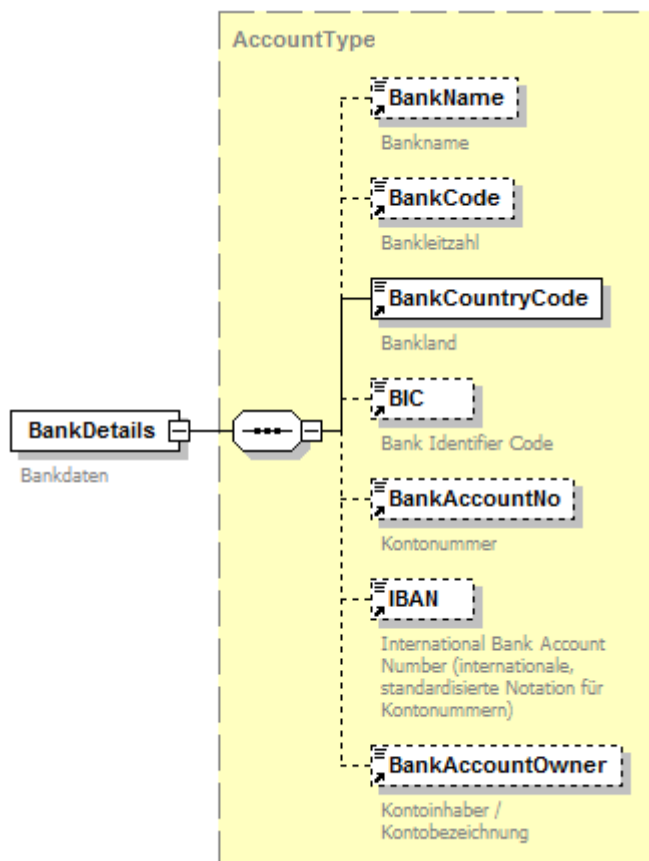 AccountType
BankName
Bankname
BankCode
Bankleitzahl
BankCountryCode
Bankland
BIC
Bank Identifier Code
BankDetails
Bankdaten
BankAccountNo
Kontonummer
IBAN
International Bank Account
Number (internationale,
standardisierte Notation für
Kontonummern)
BankAccountOwner
Kontoinhaber /
Kontobezeichnung